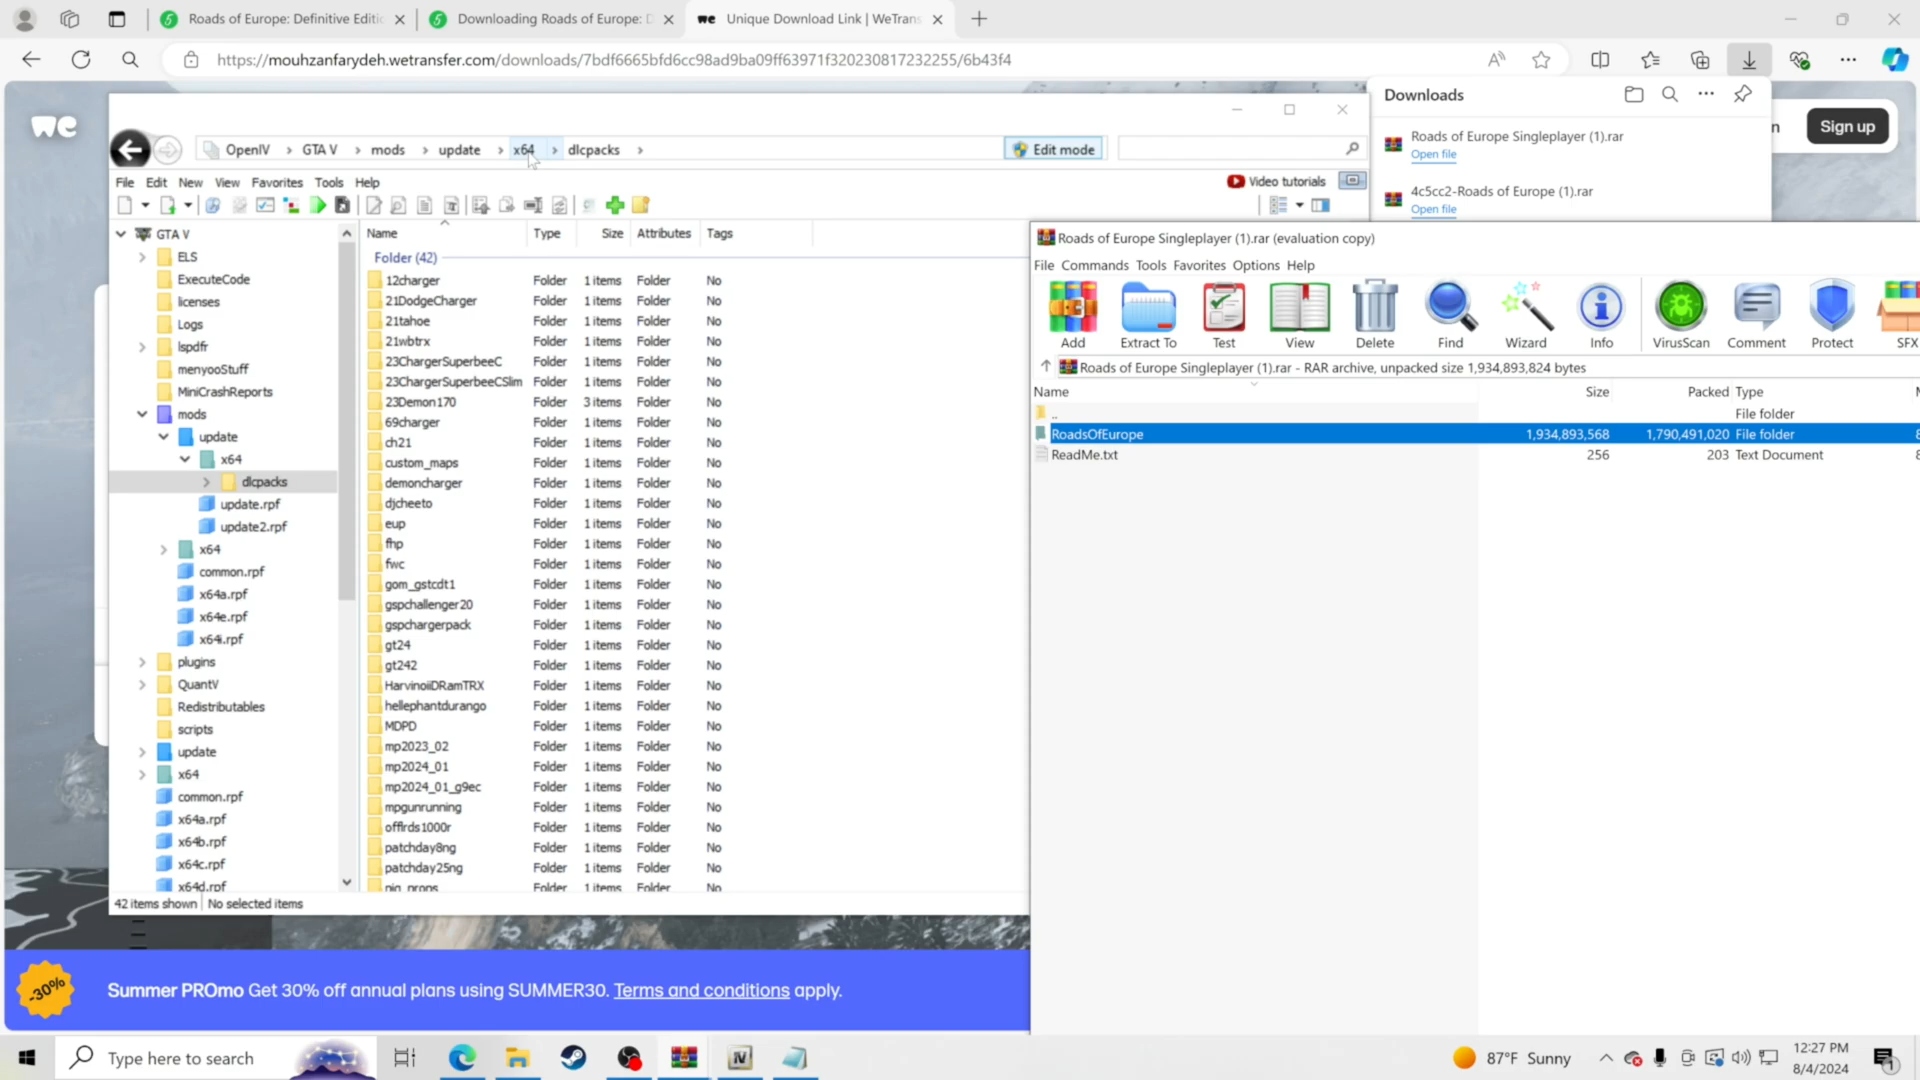 Roads of Europe: Definitive Editic
Downloading Roads of Europe: D
we Unique Download Link | WeTrans
https://mouhzanfarydeh.wetransfer.com/downloads/7bdf6665bfd6cc98ad9ba09ff63971f320230817232255/6b43f4
we
Sign up
Downloads
Roads of Europe Singleplayer (1).rar
Open file
4c5cc2-Roads of Europe (1).rar
Open file
OpenIV GTA V mods update x64 dlcpacks
Edit mode
File Edit New View Favorites Tools Help
Video tutorials
GTA V
ELS
ExecuteCode
licenses
Logs
lspdfr
menyooStuff
MiniCrashReports
mods
update
x64
dlcpacks
update.rpf
update2.rpf
x64
common.rpf
x64a.rpf
x64e.rpf
x64i.rpf
plugins
QuantV
Redistributables
scripts
update
x64
common.rpf
x64a.rpf
x64b.rpf
x64c.rpf
x64d.rpf
Name Type Size Attributes Tags
Folder (42)
12charger Folder 1 items Folder No
21DodgeCharger Folder 1 items Folder No
21tahoe Folder 1 items Folder No
21wbtrx Folder 1 items Folder No
23ChargerSuperbeeC Folder 1 items Folder No
23ChargerSuperbeeCSlim Folder 1 items Folder No
23Demon170 Folder 3 items Folder No
69charger Folder 1 items Folder No
ch21 Folder 1 items Folder No
custom_maps Folder 1 items Folder No
demoncharger Folder 1 items Folder No
djcheeto Folder 1 items Folder No
eup Folder 1 items Folder No
fhp Folder 1 items Folder No
fwc Folder 1 items Folder No
gom_gstcdt1 Folder 1 items Folder No
gspchallenger20 Folder 1 items Folder No
gspchargerpack Folder 1 items Folder No
gt24 Folder 1 items Folder No
gt242 Folder 1 items Folder No
HarvinoiiDRamTRX Folder 1 items Folder No
hellephantdurango Folder 1 items Folder No
MDPD Folder 1 items Folder No
mp2023_02 Folder 1 items Folder No
mp2024_01 Folder 1 items Folder No
mp2024_01_g9ec Folder 1 items Folder No
mpgunrunning Folder 1 items Folder No
offlrds1000r Folder 1 items Folder No
patchday8ng Folder 1 items Folder No
patchday25ng Folder 1 items Folder No
Folder 1 items Folder No
42 items shown No selected items
Roads of Europe Singleplayer (1).rar (evaluation copy)
File Commands Tools Favorites Options Help
Add Extract To Test View Delete Find Wizard Info VirusScan Comment Protect SFX
Roads of Europe Singleplayer (1).rar - RAR archive, unpacked size 1,934,893,824 bytes
Name Size Packed Type
.. File folder
RoadsOfEurope 1,934,893,568 1,790,491,020 File folder
ReadMe.txt 256 203 Text Document
-30%
Summer PROmo Get 30% off annual plans using SUMMER30. Terms and conditions apply.
Type here to search
87°F Sunny
12:27 PM
8/4/2024
1